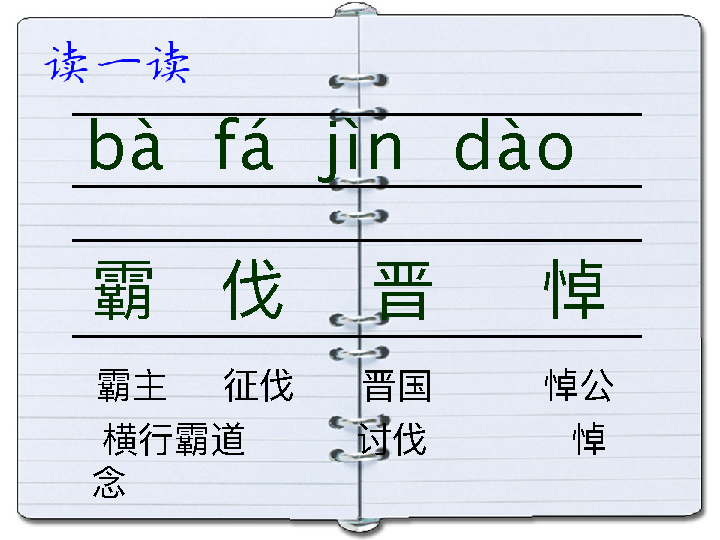 读一读
bà fá jìn dào
霸 伐 晋 悼
霸主 征伐 晋国 悼公
横行霸道 讨伐 悼
念